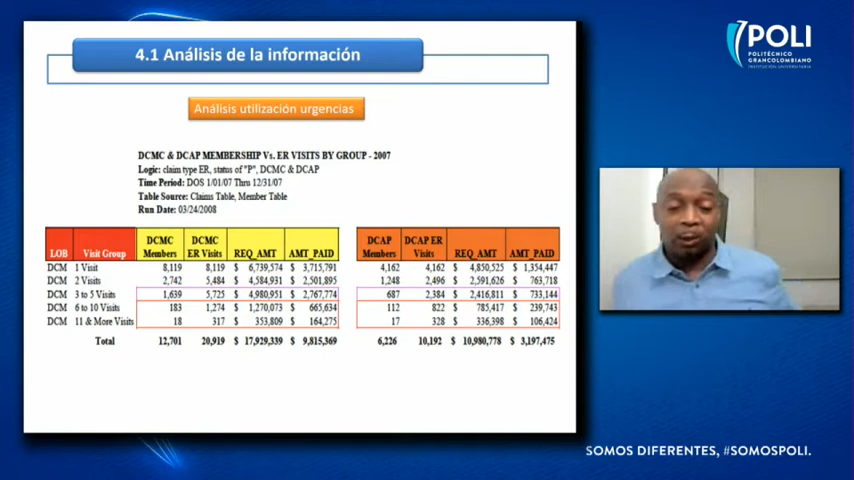 4.1 Análisis de la información
POLI
POLITÉCNICO
GRANCOLOMBIANO
INSTITUCIÓN UNIVERSITARIA
Análisis utilización urgencias
DCMC & DCAP MEMBERSHIP Vs. ER VISITS BY GROUP - 2007
Logic: claim type ER, status of "P", DCMC & DCAP
Time Period: DOS 1/01/07 Thru 12/31/07
Table Source: Claims Table, Member Table
Run Date: 03/24/2008
LOB Visit Group DCMC Members DCMC ER Visits REQ_AMT AMT_PAID DCAP Members DCAP ER Visits REQ_AMT AMT_PAID
DCM 1 Visit 8,119 8,119 $ 6,739,574 $ 3,715,791 4,162 4,162 $ 4,850,525 $ 1,354,447
DCM 2 Visits 2,742 5,484 $ 4,584,931 $ 2,501,895 1,248 2,496 $ 2,591,626 $ 763,718
DCM 3 to 5 Visits 1,639 5,725 $ 4,980,951 $ 2,767,774 687 2,384 $ 2,416,811 $ 733,144
DCM 6 to 10 Visits 183 1,274 $ 1,270,073 $ 665,634 112 822 $ 785,417 $ 239,743
DCM 11 & More Visits 18 317 $ 353,809 $ 164,275 17 328 $ 336,398 $ 106,424
Total 12,701 20,919 $ 17,929,339 $ 9,815,369 6,226 10,192 $ 10,980,778 $ 3,197,475
SOMOS DIFERENTES, #SOMOSPOLI.